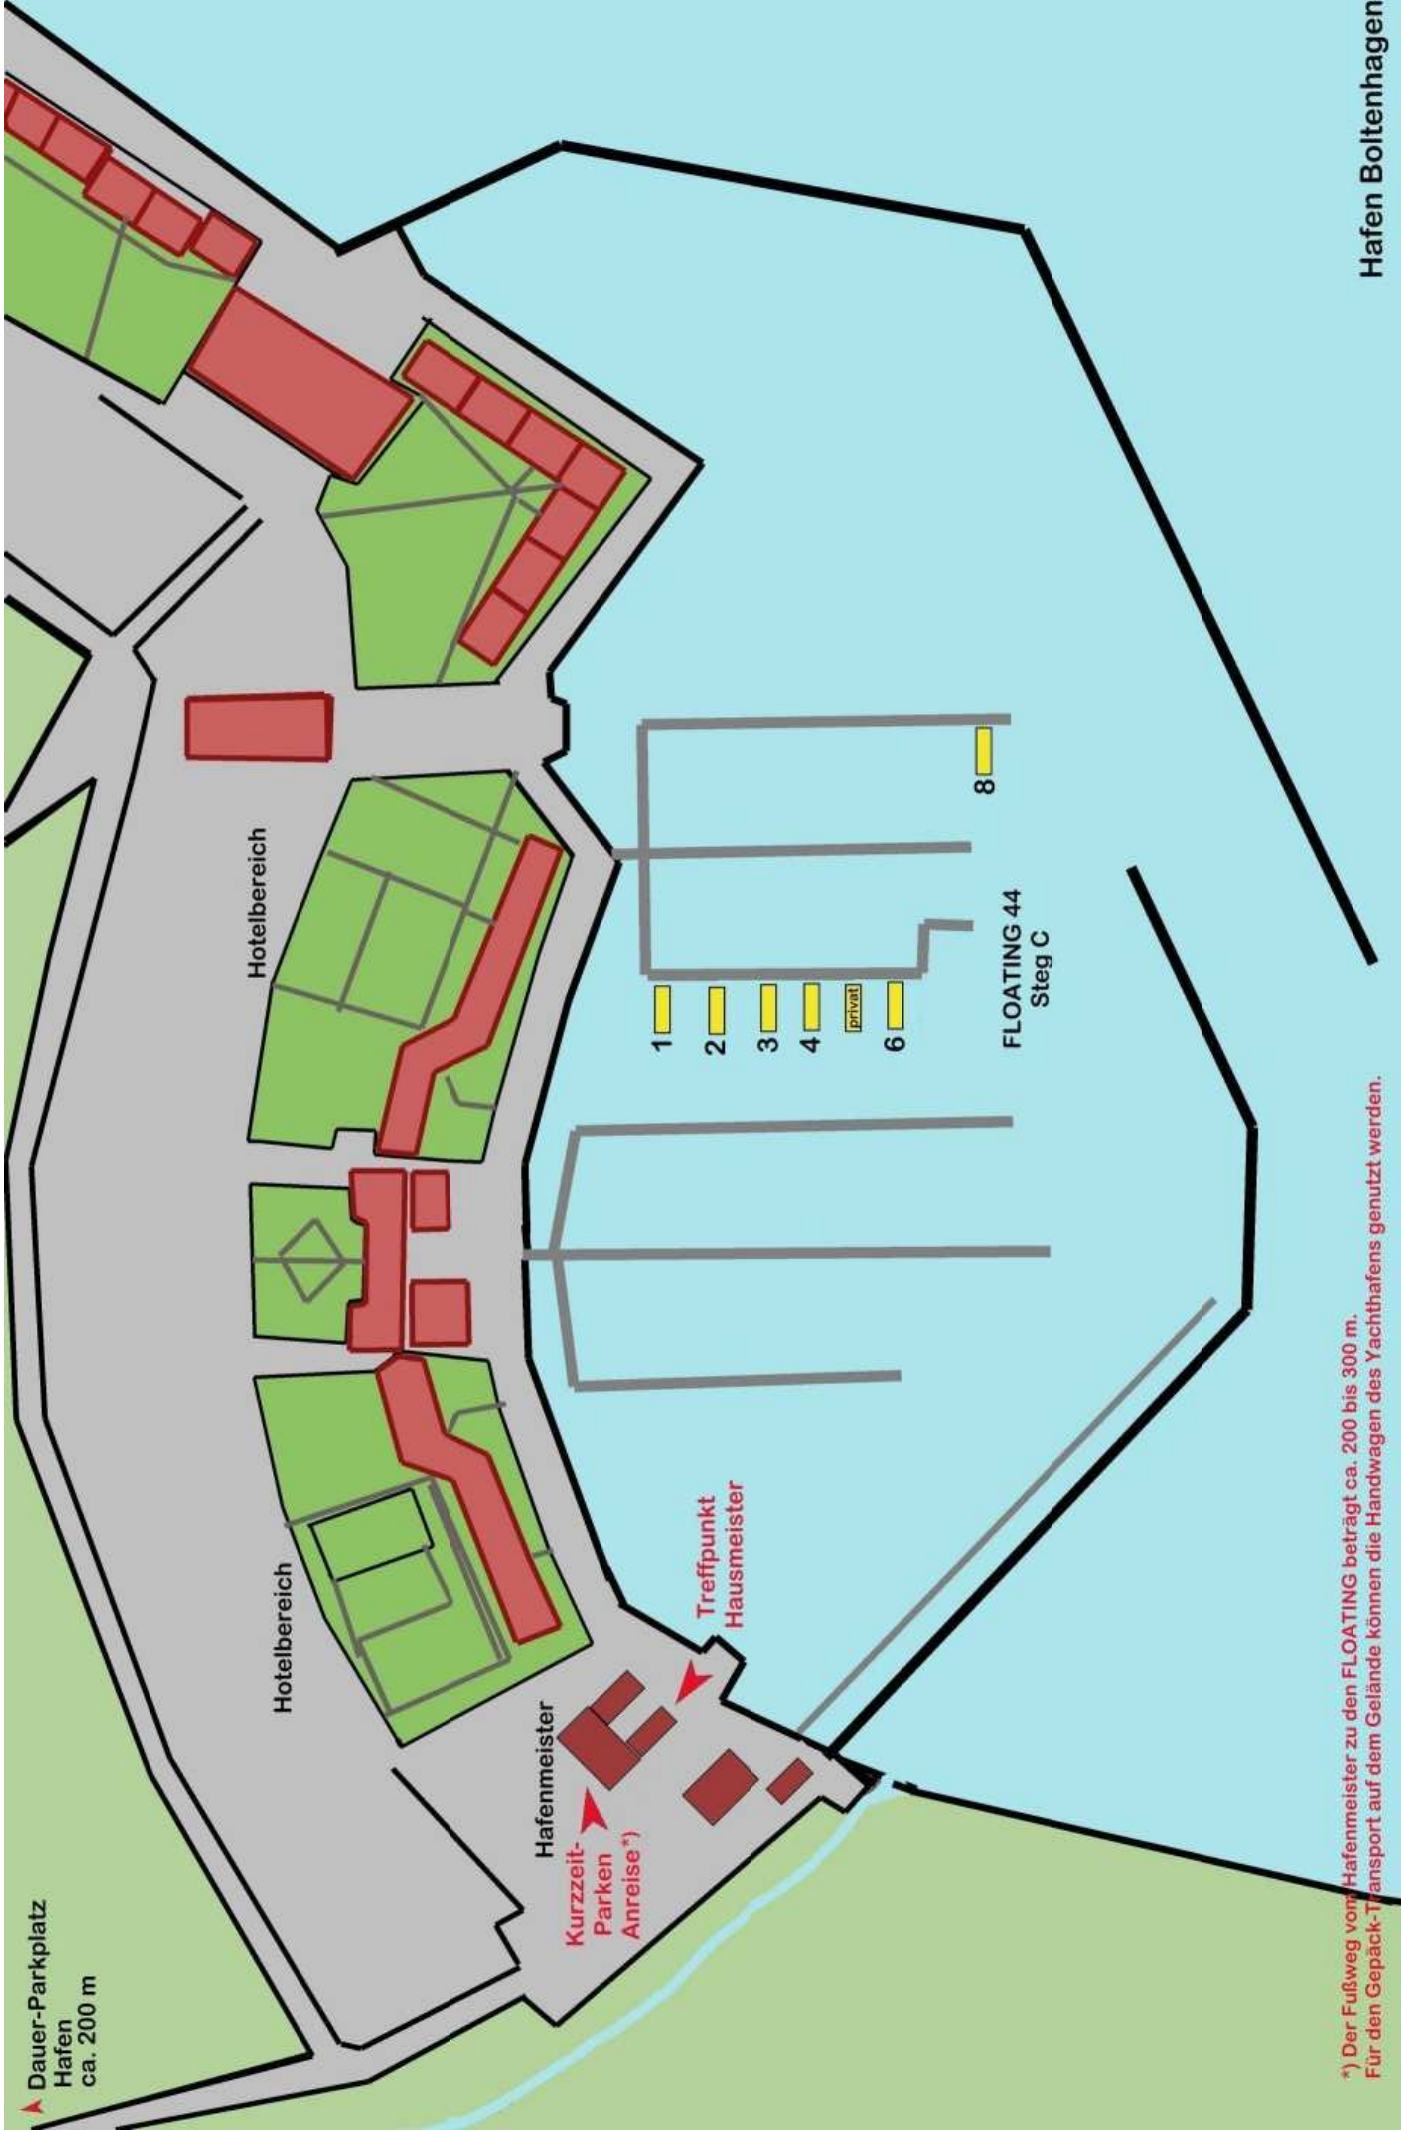 Dauer-Parkplatz
Hafen
ca. 200 m
Hotelbereich
Hotelbereich
Hafenmeister
Kurzzeit-
Parken
Anreise*)
Treffpunkt
Hausmeister
1
2
3
4
privat
6
8
FLOATING 44
Steg C
*) Der Fußweg vom Hafenmeister zu den FLOATING beträgt ca. 200 bis 300 m.
Für den Gepäck-Transport auf dem Gelände können die Handwagen des Yachthafens genutzt werden.
Hafen Boltenhagen